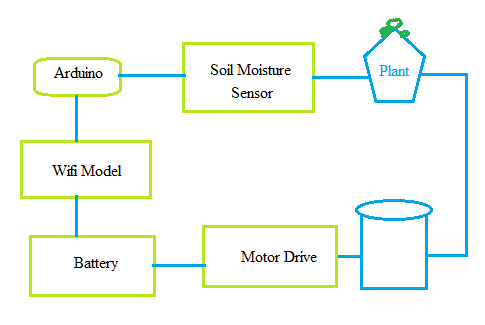 Arduino
Soil Moisture
Sensor
Plant
Wifi Model
Battery
Motor Drive